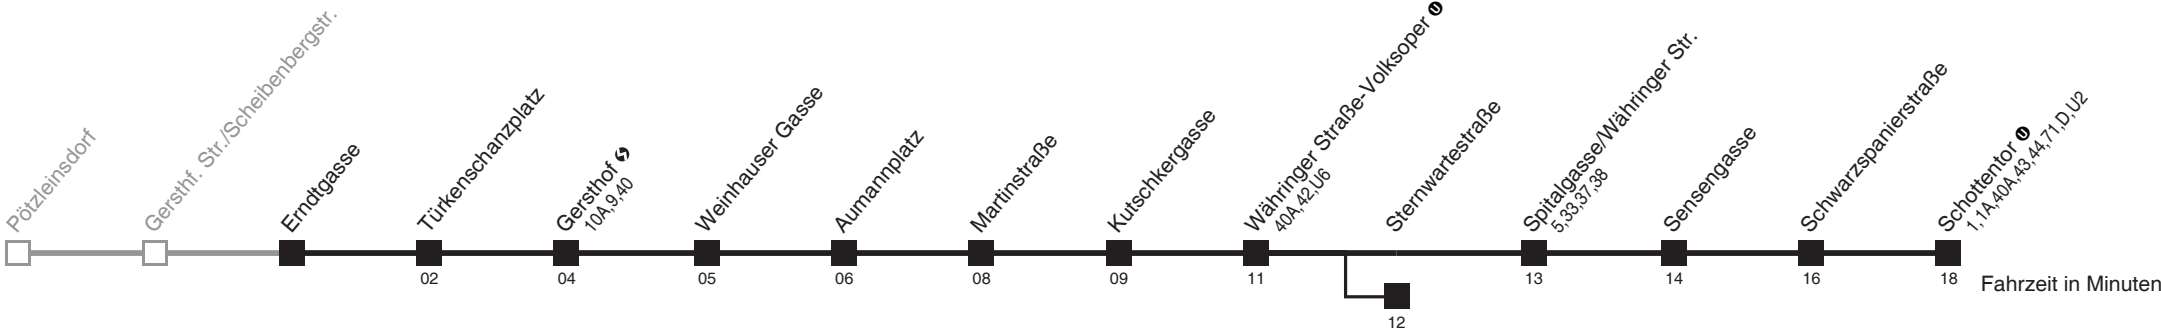 Pötzleinsdorf
Gersthf. Str./Scheibenbergstr.
Erndtgasse
Türkenschanzplatz
Gersthof
10A,9,40
Weinhauser Gasse
Aumannplatz
Martinstraße
Kutschkergasse
Währinger Straße-Volksoper U
40A,42,U6
Sternwartestraße
Spitalgasse/Währinger Str.
5,33,37,38
Sensengasse
Schwarzspanierstraße
Schottentor U
1,1A,40A,43,44,71,D,U2
02 04 05 06 08 09 11 13 14 16 18
Fahrzeit in Minuten
12